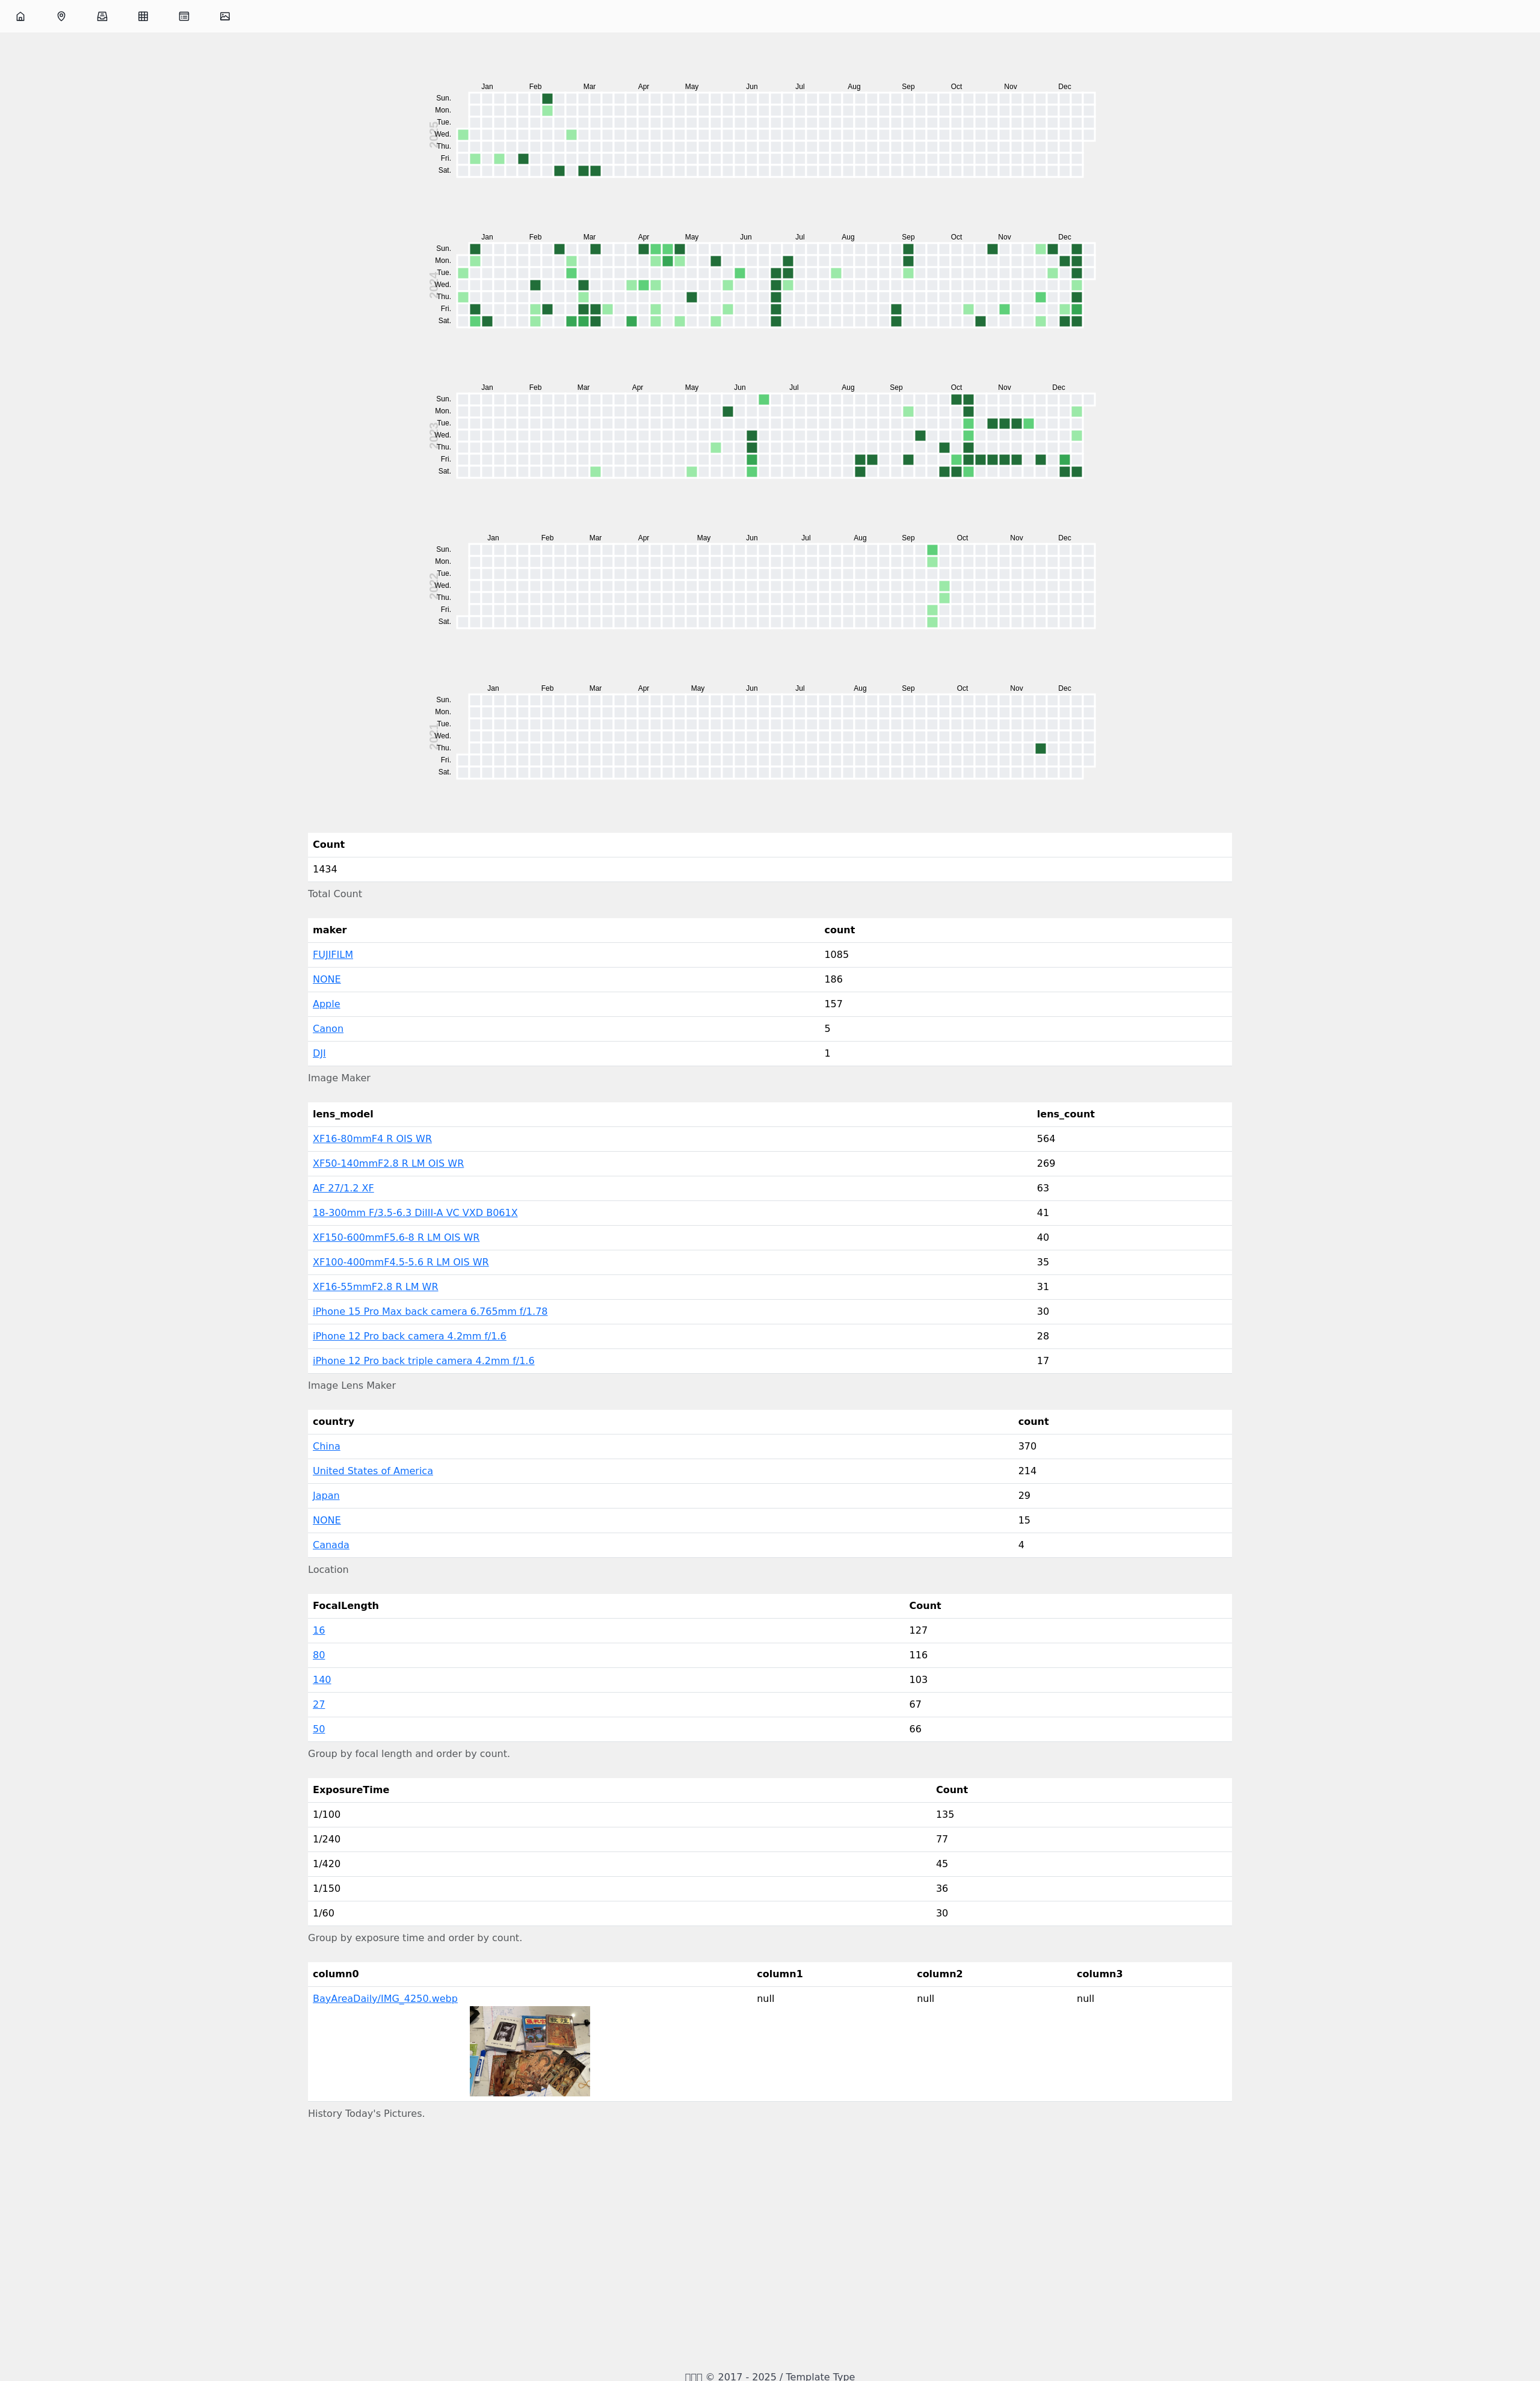 Jan Feb Mar Apr May Jun Jul Aug Sep Oct Nov Dec
2025
Sun.
Mon.
Tue.
Wed.
Thu.
Fri.
Sat.
Jan Feb Mar Apr May Jun Jul Aug Sep Oct Nov Dec
2024
Sun.
Mon.
Tue.
Wed.
Thu.
Fri.
Sat.
Jan Feb Mar Apr May Jun Jul Aug Sep Oct Nov Dec
2023
Sun.
Mon.
Tue.
Wed.
Thu.
Fri.
Sat.
Jan Feb Mar Apr May Jun Jul Aug Sep Oct Nov Dec
2022
Sun.
Mon.
Tue.
Wed.
Thu.
Fri.
Sat.
Jan Feb Mar Apr May Jun Jul Aug Sep Oct Nov Dec
2021
Sun.
Mon.
Tue.
Wed.
Thu.
Fri.
Sat.
Count
1434
Total Count
maker count
FUJIFILM 1085
NONE 186
Apple 157
Canon 5
DJI 1
Image Maker
lens_model lens_count
XF16-80mmF4 R OIS WR 564
XF50-140mmF2.8 R LM OIS WR 269
AF 27/1.2 XF 63
18-300mm F/3.5-6.3 DiIII-A VC VXD B061X 41
XF150-600mmF5.6-8 R LM OIS WR 40
XF100-400mmF4.5-5.6 R LM OIS WR 35
XF16-55mmF2.8 R LM WR 31
iPhone 15 Pro Max back camera 6.765mm f/1.78 30
iPhone 12 Pro back camera 4.2mm f/1.6 28
iPhone 12 Pro back triple camera 4.2mm f/1.6 17
Image Lens Maker
country count
China 370
United States of America 214
Japan 29
NONE 15
Canada 4
Location
FocalLength Count
16 127
80 116
140 103
27 67
50 66
Group by focal length and order by count.
ExposureTime Count
1/100 135
1/240 77
1/420 45
1/150 36
1/60 30
Group by exposure time and order by count.
column0 column1 column2 column3
BayAreaDaily/IMG_4250.webp null null null
History Today's Pictures.
© 2017 - 2025 / Template Type